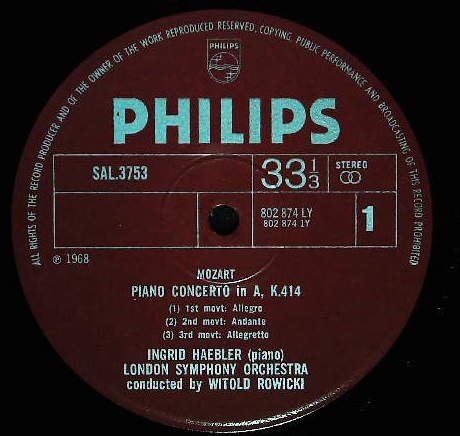 ALL RIGHTS OF THE RECORD PRODUCER AND OF THE OWNER OF THE WORK REPRODUCED RESERVED, COPYING, PUBLIC PERFORMANCE AND BROADCASTING OF THIS RECORD PROHIBITED
PHILIPS
PHILIPS
SAL.3753
33 1/3
STEREO
802 874 LY
802 874 LY
1
℗ 1968
MOZART
PIANO CONCERTO in A, K.414
(1) 1st movt: Allegro
(2) 2nd movt: Andante
(3) 3rd movt: Allegretto
INGRID HAEBLER (piano)
LONDON SYMPHONY ORCHESTRA
conducted by WITOLD ROWICKI